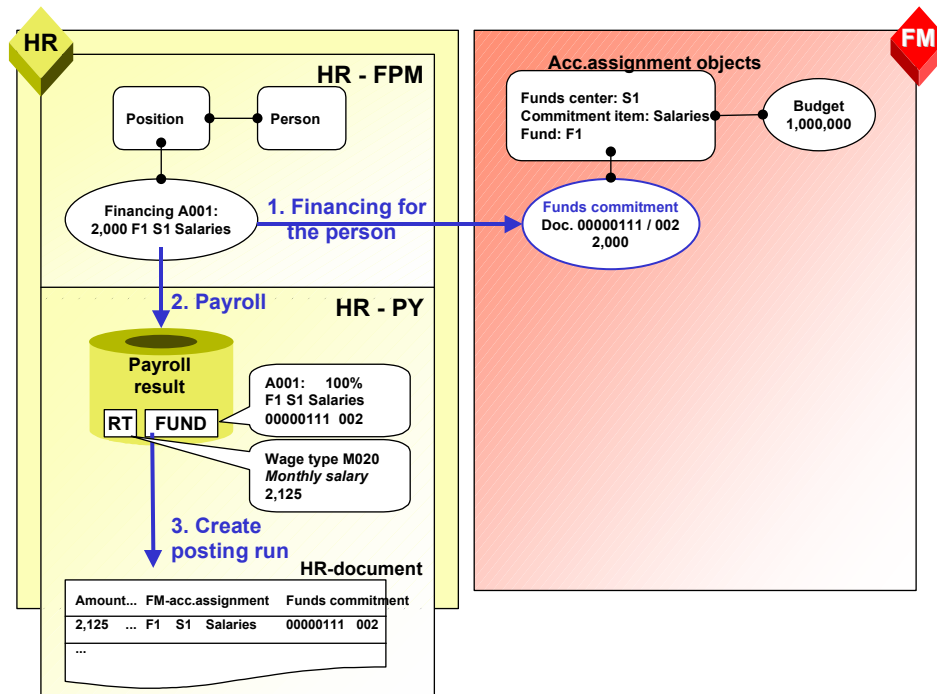 HR
HR - FPM
Position
Person
Financing A001:
2,000 F1 S1 Salaries
1. Financing for
the person
2. Payroll
HR - PY
Payroll
result
RT
FUND
A001: 100%
F1 S1 Salaries
00000111 002
Wage type M020
Monthly salary
2,125
3. Create
posting run
HR-document
Amount... FM-acc.assignment Funds commitment
2,125 ... F1 S1 Salaries 00000111 002
...
FM
Acc.assignment objects
Funds center: S1
Commitment item: Salaries
Fund: F1
Budget
1,000,000
Funds commitment
Doc. 00000111 / 002
2,000